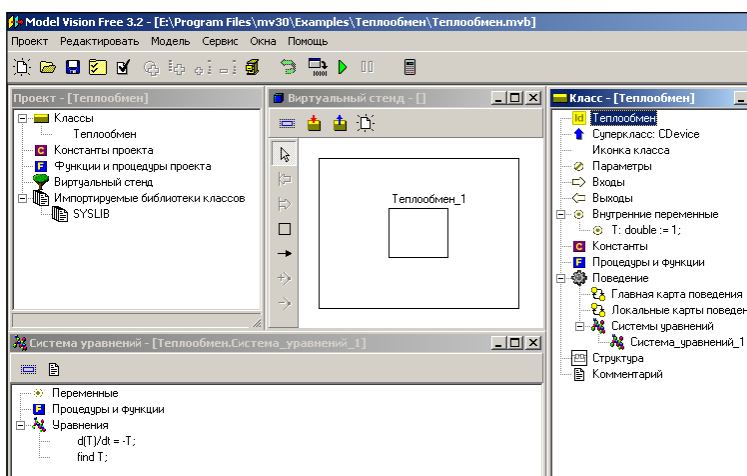 Model Vision Free 3.2 - [E:\Program Files\mv30\Examples\Теплообмен\Теплообмен.mvb]
Проект Редактировать Модель Сервис Окна Помощь
Проект - [Теплообмен]
Классы
Теплообмен
Константы проекта
Функции и процедуры проекта
Виртуальный стенд
Импортируемые библиотеки классов
SYSLIB
Виртуальный стенд - []
Теплообмен_1
Класс - [Теплообмен]
Теплообмен
Суперкласс: CDevice
Иконка класса
Параметры
Входы
Выходы
Внутренние переменные
T: double := 1;
Константы
Процедуры и функции
Поведение
Главная карта поведения
Локальные карты поведен
Системы уравнений
Система_уравнений_1
Структура
Комментарий
Система уравнений - [Теплообмен.Система_уравнений_1]
Переменные
Процедуры и функции
Уравнения
d(T)/dt = -T;
find T;